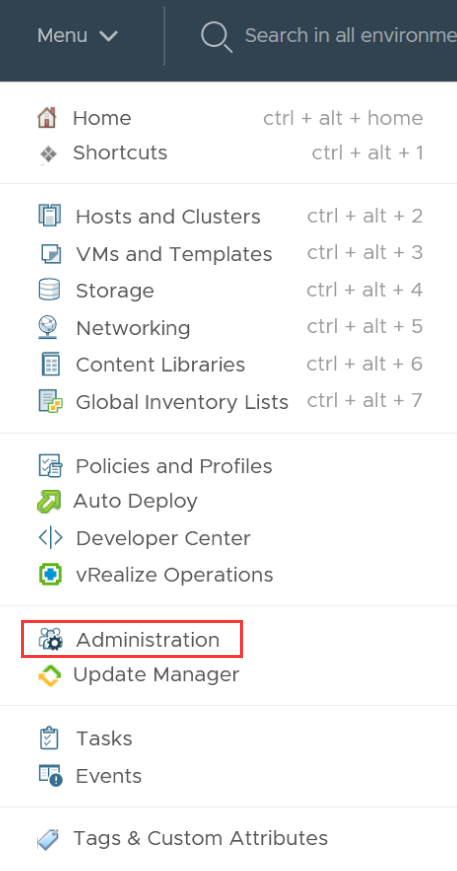 Menu Search in all environme
Home ctrl + alt + home
Shortcuts ctrl + alt + 1
Hosts and Clusters ctrl + alt + 2
VMs and Templates ctrl + alt + 3
Storage ctrl + alt + 4
Networking ctrl + alt + 5
Content Libraries ctrl + alt + 6
Global Inventory Lists ctrl + alt + 7
Policies and Profiles
Auto Deploy
Developer Center
vRealize Operations
Administration
Update Manager
Tasks
Events
Tags & Custom Attributes